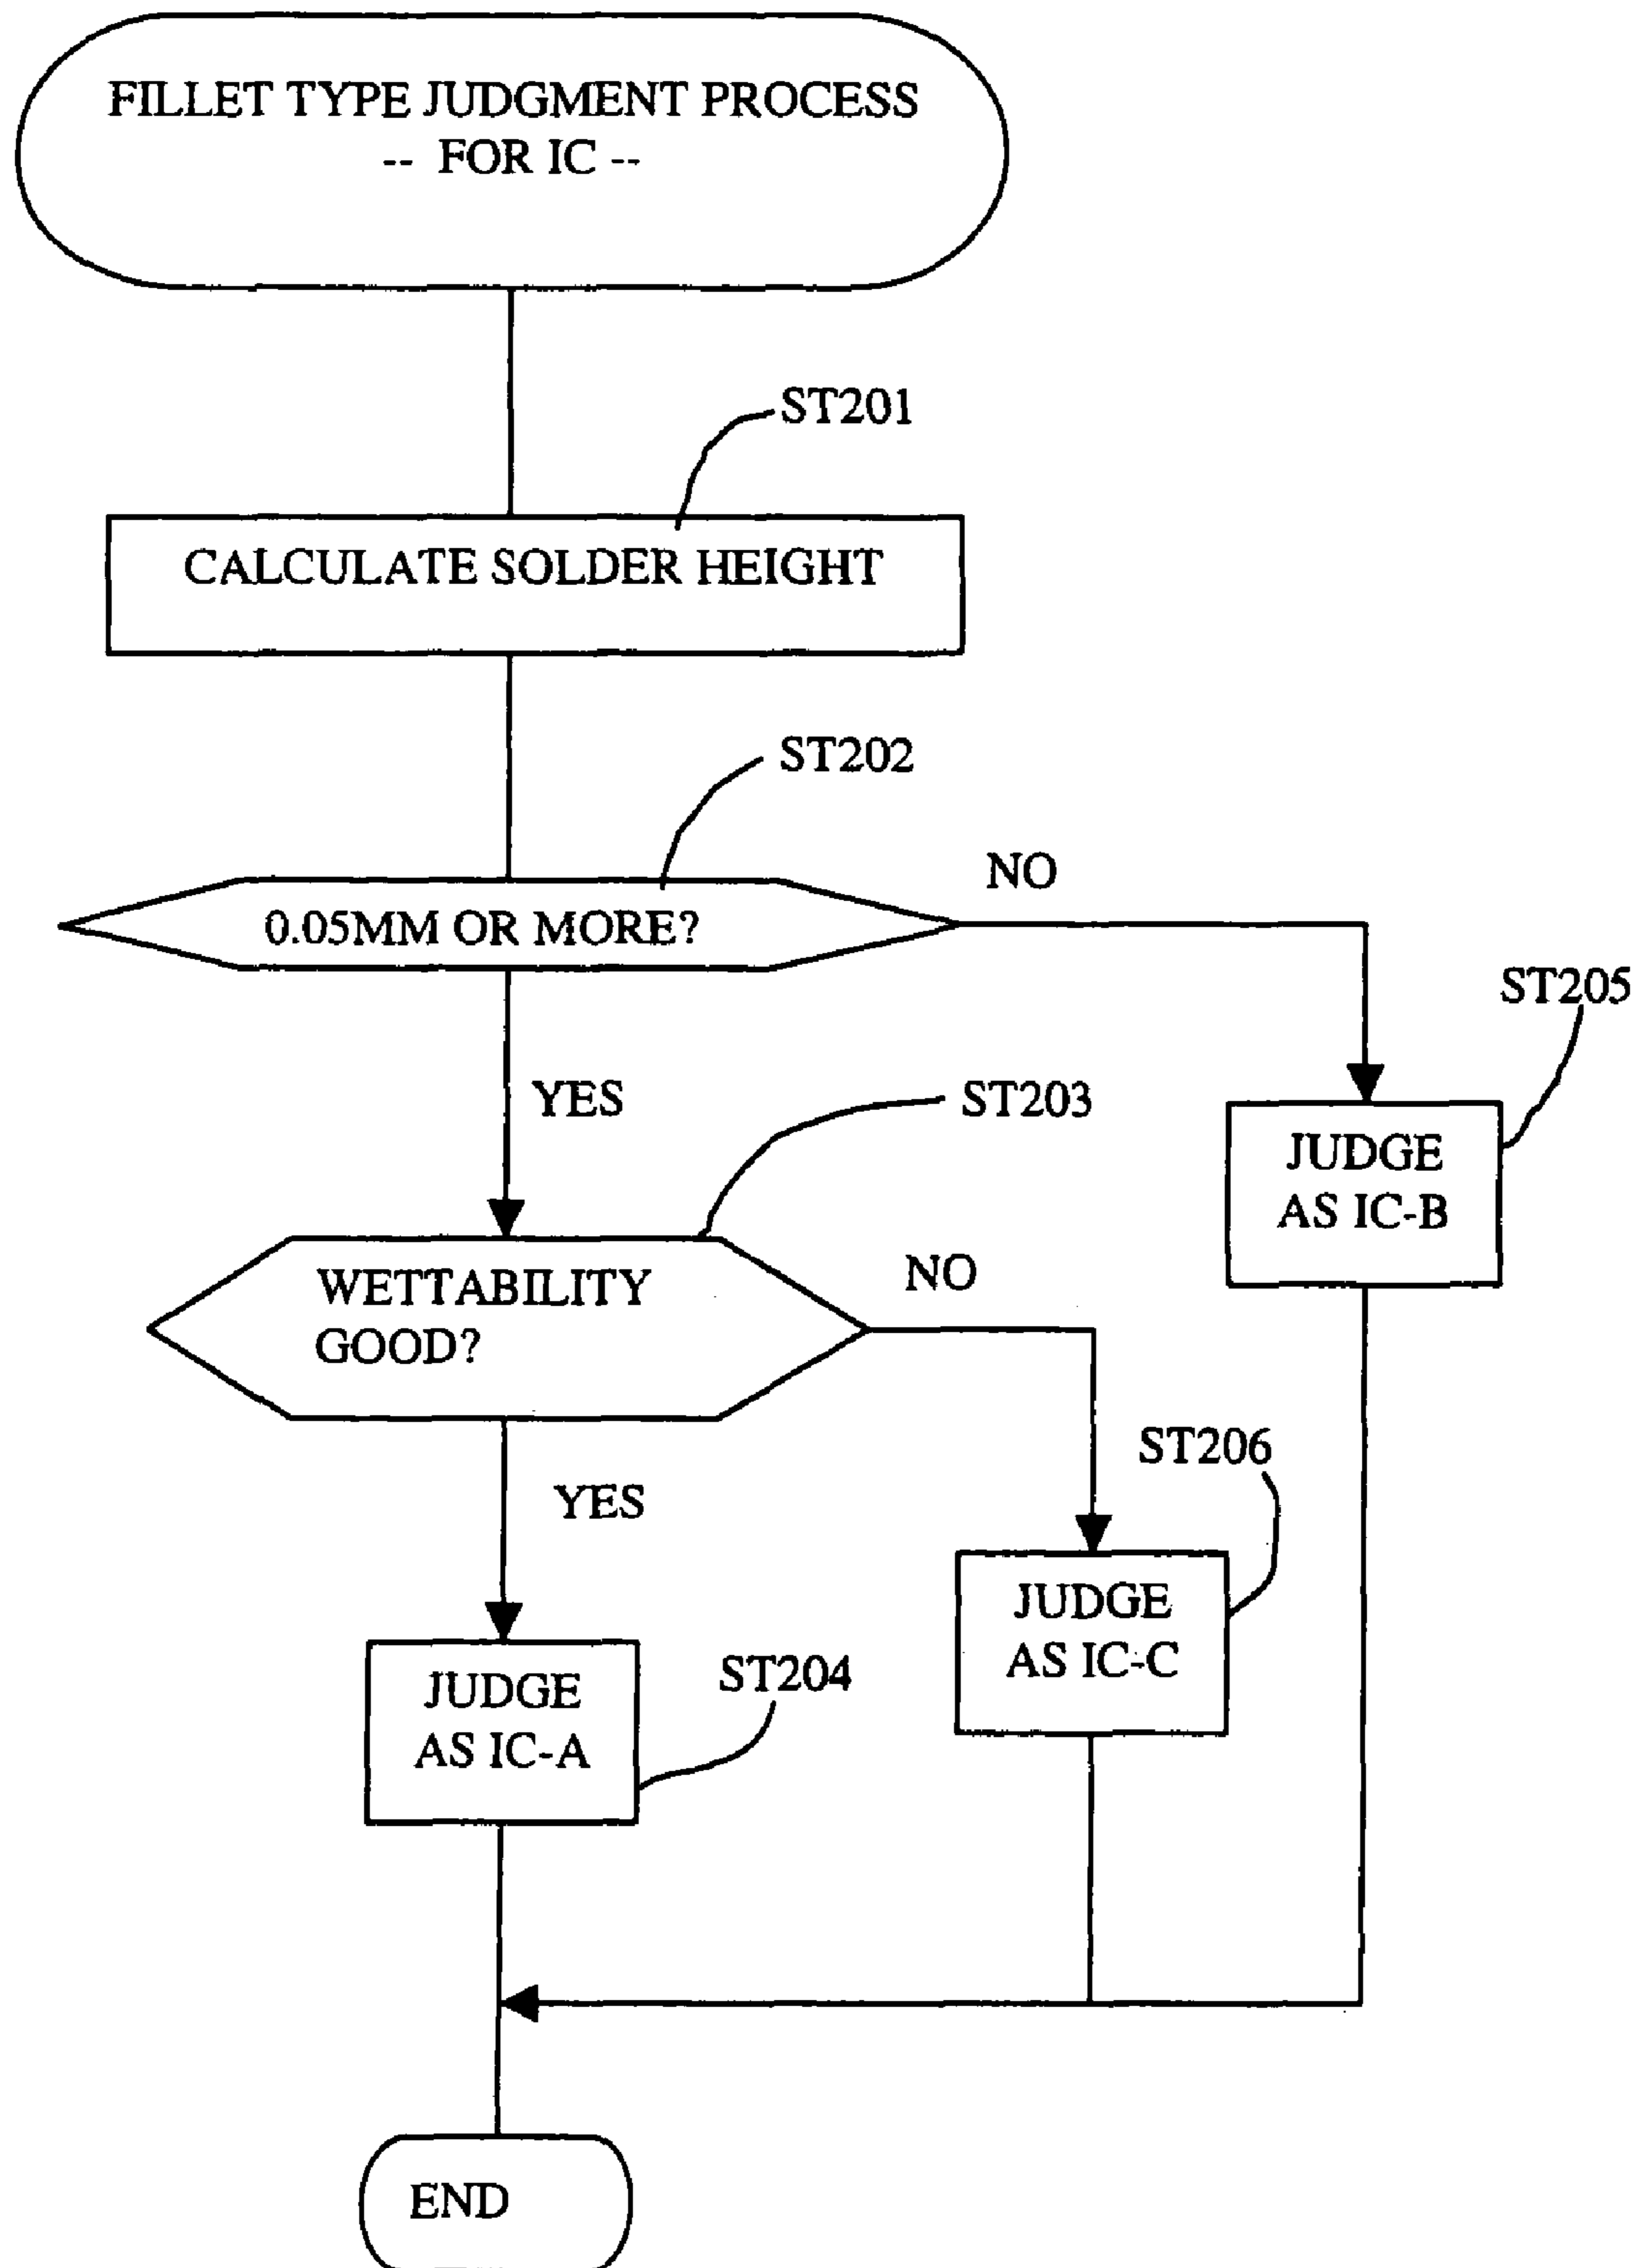 FILLET TYPE JUDGMENT PROCESS
-- FOR IC --
ST201
CALCULATE SOLDER HEIGHT
ST202
NO
0.05MM OR MORE?
ST205
YES
ST203
JUDGE
AS IC-B
NO
WETTABILITY
GOOD?
ST206
YES
JUDGE
AS IC-C
ST204
JUDGE
AS IC-A
END